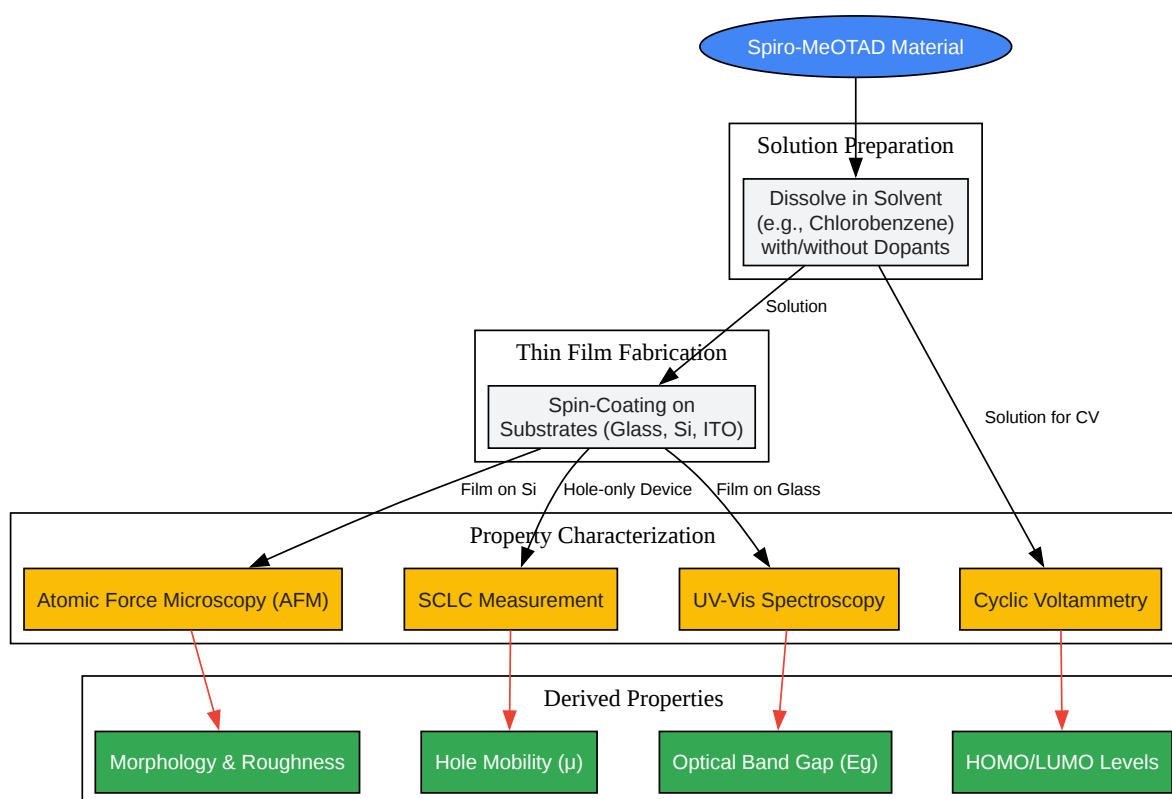 Spiro-MeOTAD Material
Solution Preparation
Dissolve in Solvent
(e.g., Chlorobenzene)
with/without Dopants
Solution
Thin Film Fabrication
Spin-Coating on
Substrates (Glass, Si, ITO)
Solution for CV
Film on Si
Hole-only Device
Film on Glass
Property Characterization
Atomic Force Microscopy (AFM)
SCLC Measurement
UV-Vis Spectroscopy
Cyclic Voltammetry
Derived Properties
Morphology & Roughness
Hole Mobility (μ)
Optical Band Gap (Eg)
HOMO/LUMO Levels